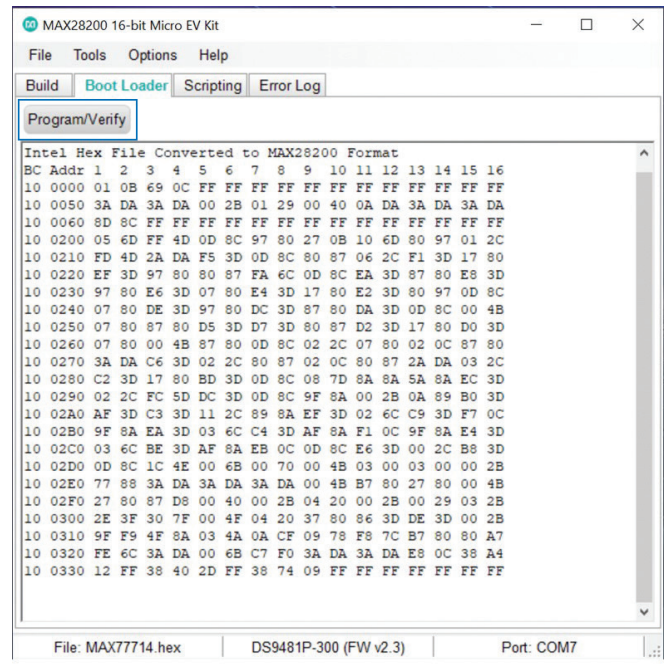 MAX28200 16-bit Micro EV Kit
File Tools Options Help
Build Boot Loader Scripting Error Log
Program/Verify
Intel Hex File Converted to MAX28200 Format
BC Addr 1 2 3 4 5 6 7 8 9 10 11 12 13 14 15 16
10 0000 01 0B 69 0C FF FF FF FF FF FF FF FF FF FF FF FF
10 0050 3A DA 3A DA 00 2B 01 29 00 40 0A DA 3A DA 3A DA
10 0060 8D 8C FF FF FF FF FF FF FF FF FF FF FF FF FF FF
10 0200 05 6D FF 4D 0D 8C 97 80 27 0B 10 6D 80 97 01 2C
10 0210 FD 4D 2A DA F5 3D 0D 8C 80 87 06 2C F1 3D 17 80
10 0220 EF 3D 97 80 80 87 FA 6C 0D 8C EA 3D 87 80 E8 3D
10 0230 97 80 E6 3D 07 80 E4 3D 17 80 E2 3D 80 97 0D 8C
10 0240 07 80 DE 3D 97 80 DC 3D 87 80 DA 3D 0D 8C 00 4B
10 0250 07 80 87 80 D5 3D D7 3D 80 87 D2 3D 17 80 D0 3D
10 0260 07 80 00 4B 87 80 0D 8C 02 2C 07 80 02 0C 87 80
10 0270 3A DA C6 3D 02 2C 80 87 02 0C 80 87 2A DA 03 2C
10 0280 C2 3D 17 80 BD 3D 0D 8C 08 7D 8A 8A 5A 8A EC 3D
10 0290 02 2C FC 5D DC 3D 0D 8C 9F 8A 00 2B 0A 89 B0 3D
10 02A0 AF 3D C3 3D 11 2C 89 8A EF 3D 02 6C C9 3D F7 0C
10 02B0 9F 8A EA 3D 03 6C C4 3D AF 8A F1 0C 9F 8A E4 3D
10 02C0 03 6C BE 3D AF 8A EB 0C 0D 8C E6 3D 00 2C B8 3D
10 02D0 0D 8C 1C 4E 00 6B 00 70 00 4B 03 00 03 00 00 2B
10 02E0 77 88 3A DA 3A DA 3A DA 00 4B B7 80 27 80 00 4B
10 02F0 27 80 87 D8 00 40 00 2B 04 20 00 2B 00 29 03 2B
10 0300 2E 3F 30 7F 00 4F 04 20 37 80 86 3D DE 3D 00 2B
10 0310 9F F9 4F 8A 03 4A 0A CF 09 78 F8 7C B7 80 80 A7
10 0320 FE 6C 3A DA 00 6B C7 F0 3A DA 3A DA E8 0C 38 A4
10 0330 12 FF 38 40 2D FF 38 74 09 FF FF FF FF FF FF FF
File: MAX77714.hex DS9481P-300 (FW v2.3) Port: COM7